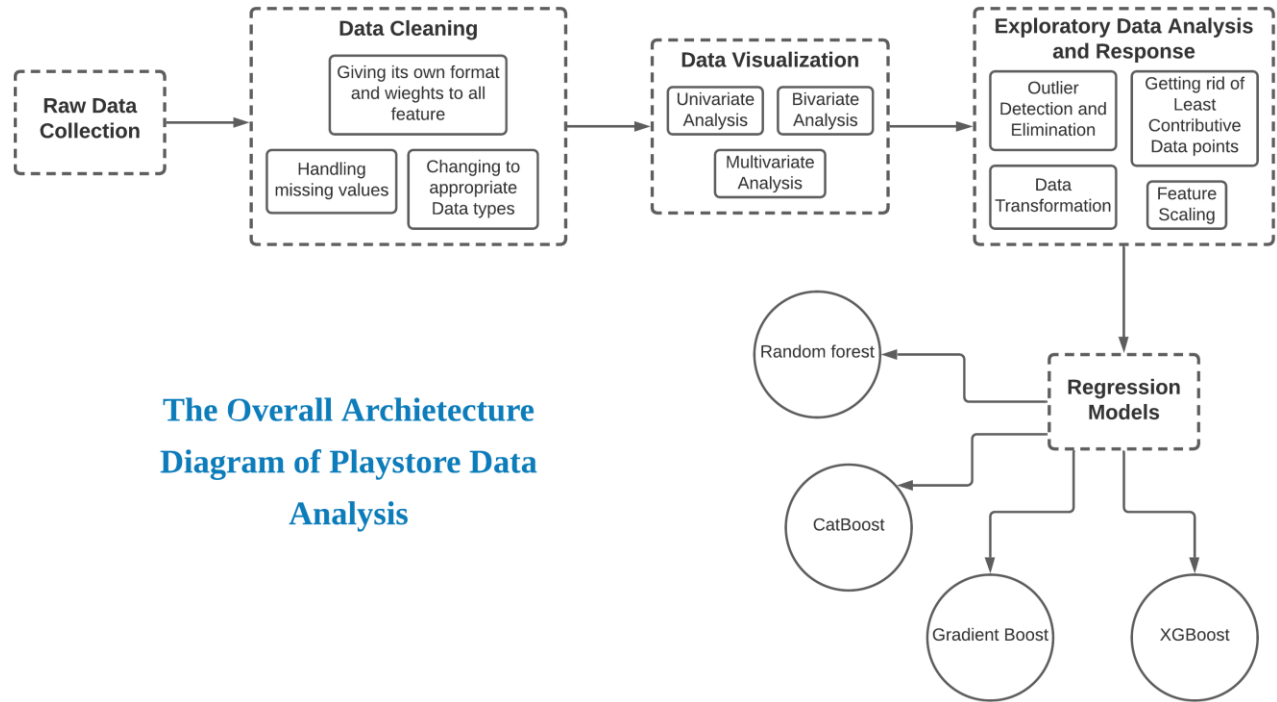 Raw Data
Collection
Data Cleaning
Giving its own format
and wieghts to all
feature
Handling
missing values
Changing to
appropriate
Data types
Data Visualization
Univariate
Analysis
Bivariate
Analysis
Multivariate
Analysis
Exploratory Data Analysis
and Response
Outlier
Detection and
Elimination
Getting rid of
Least
Contributive
Data points
Data
Transformation
Feature
Scaling
Regression
Models
Random forest
CatBoost
Gradient Boost
XGBoost
The Overall Archietecture
Diagram of Playstore Data
Analysis